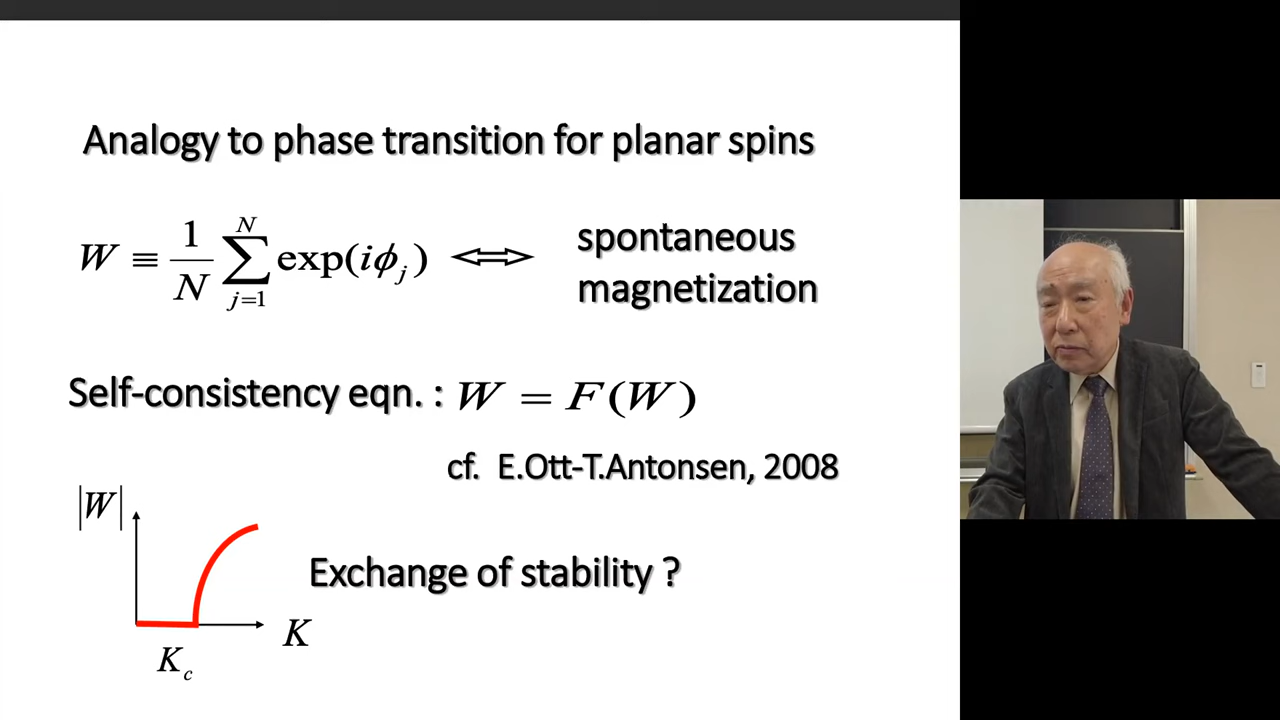 Analogy to phase transition for planar spins
W ≡ 1/N ∑_{j=1}^{N} exp(iϕ_j) ⇔ spontaneous
magnetization
Self-consistency eqn. : W = F(W)
cf. E.Ott-T.Antonsen, 2008
|W|
Exchange of stability ?
K
K_c